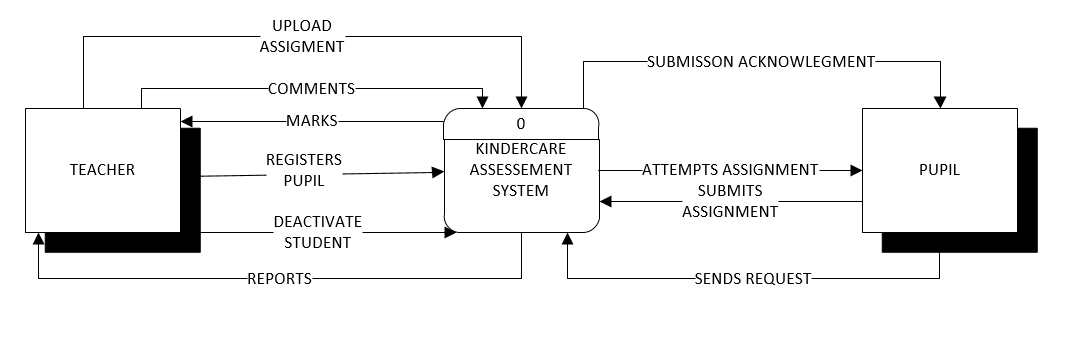 UPLOAD
ASSIGMENT
SUBMISSON ACKNOWLEGMENT
COMMENTS
MARKS
0
KINDERCARE
ASSESSEMENT
SYSTEM
TEACHER
REGISTERS
PUPIL
ATTEMPTS ASSIGNMENT
SUBMITS
ASSIGNMENT
PUPIL
DEACTIVATE
STUDENT
REPORTS
SENDS REQUEST